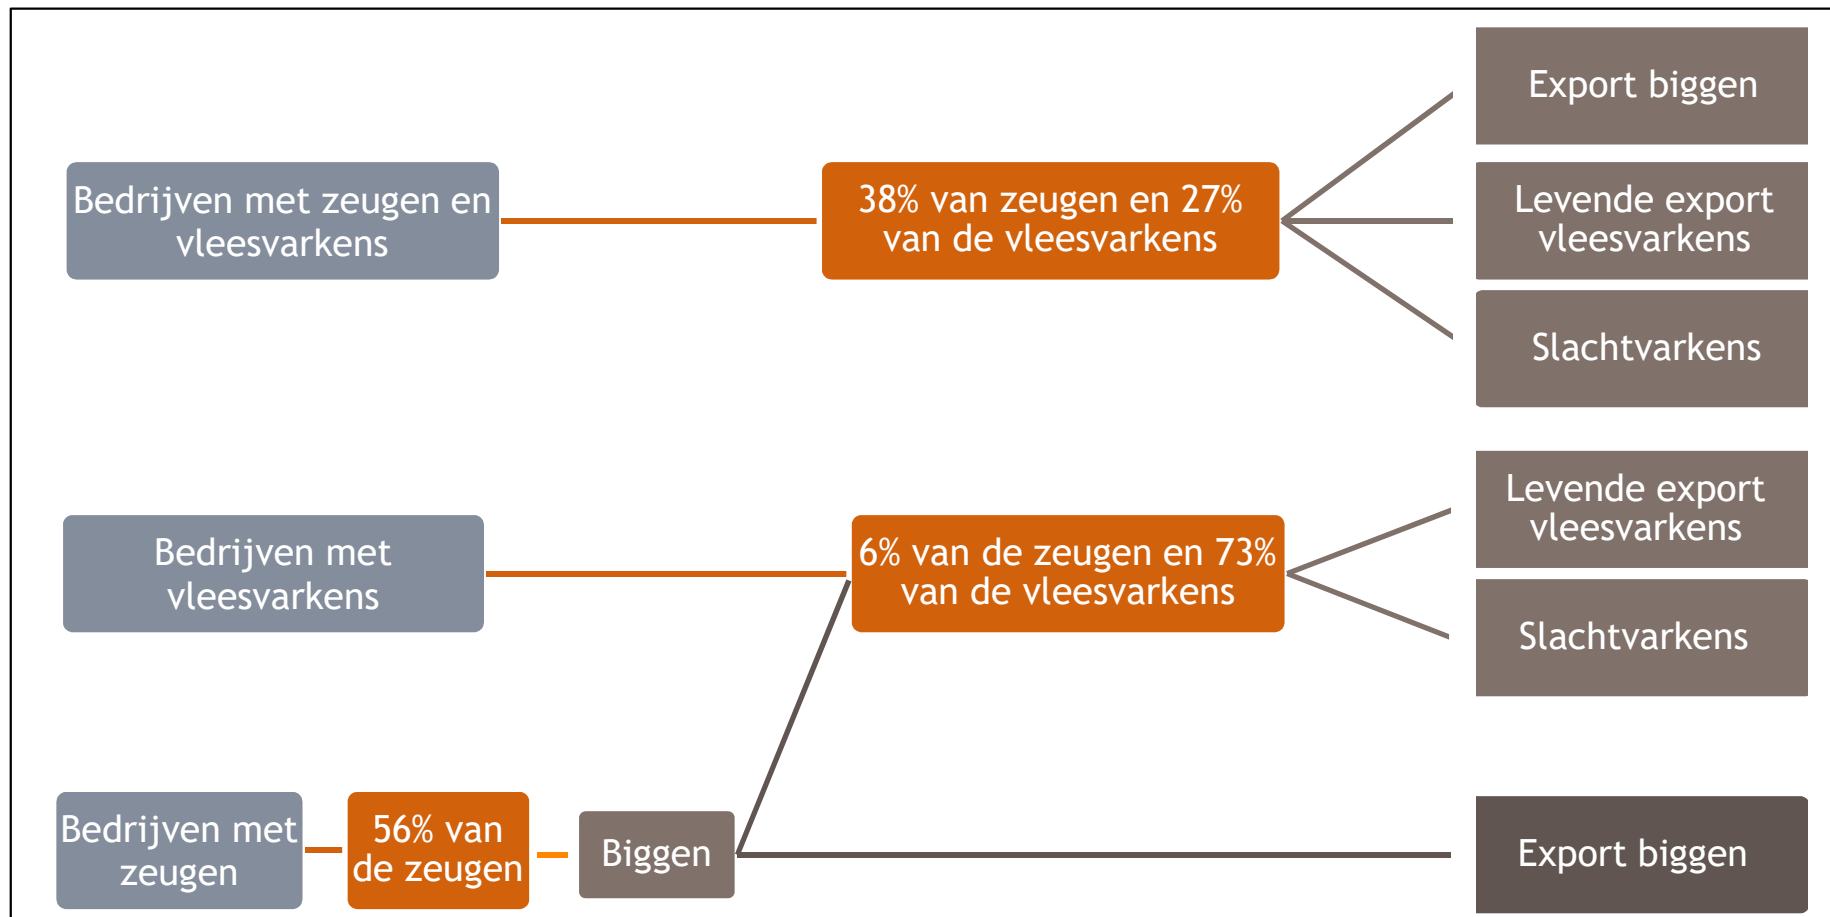 Export biggen
Bedrijven met zeugen en
vleesvarkens
38% van zeugen en 27%
van de vleesvarkens
Levende export
vleesvarkens
Slachtvarkens
Bedrijven met
vleesvarkens
6% van de zeugen en 73%
van de vleesvarkens
Levende export
vleesvarkens
Slachtvarkens
Bedrijven met
zeugen
56% van
de zeugen
Biggen
Export biggen